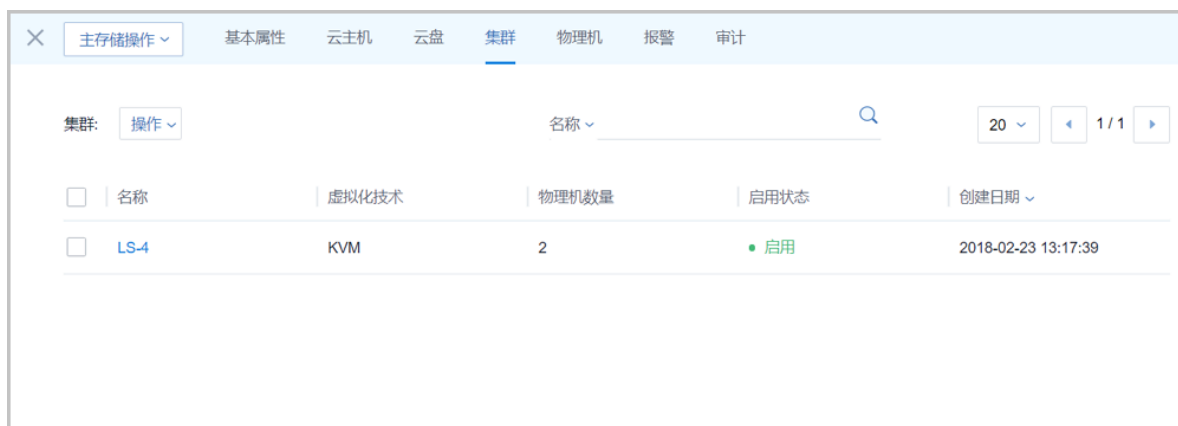 主存储操作 基本属性 云主机 云盘 集群 物理机 报警 审计
集群: 操作 名称 20 1 / 1
名称 虚拟化技术 物理机数量 启用状态 创建日期
LS-4 KVM 2 启用 2018-02-23 13:17:39